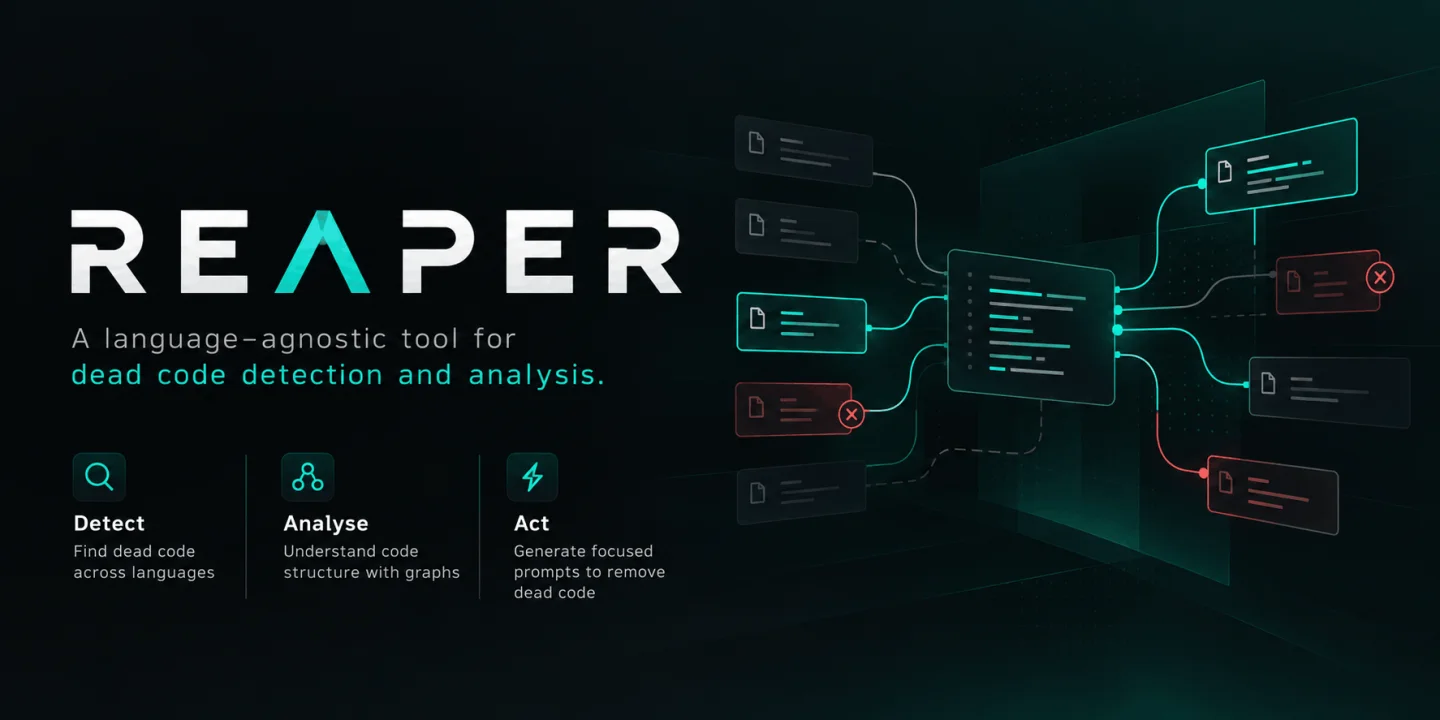 REAPER
A language-agnostic tool for
dead code detection and analysis.
Detect
Find dead code
across languages
Analyse
Understand code
structure with graphs
Act
Generate focused
prompts to remove
dead code